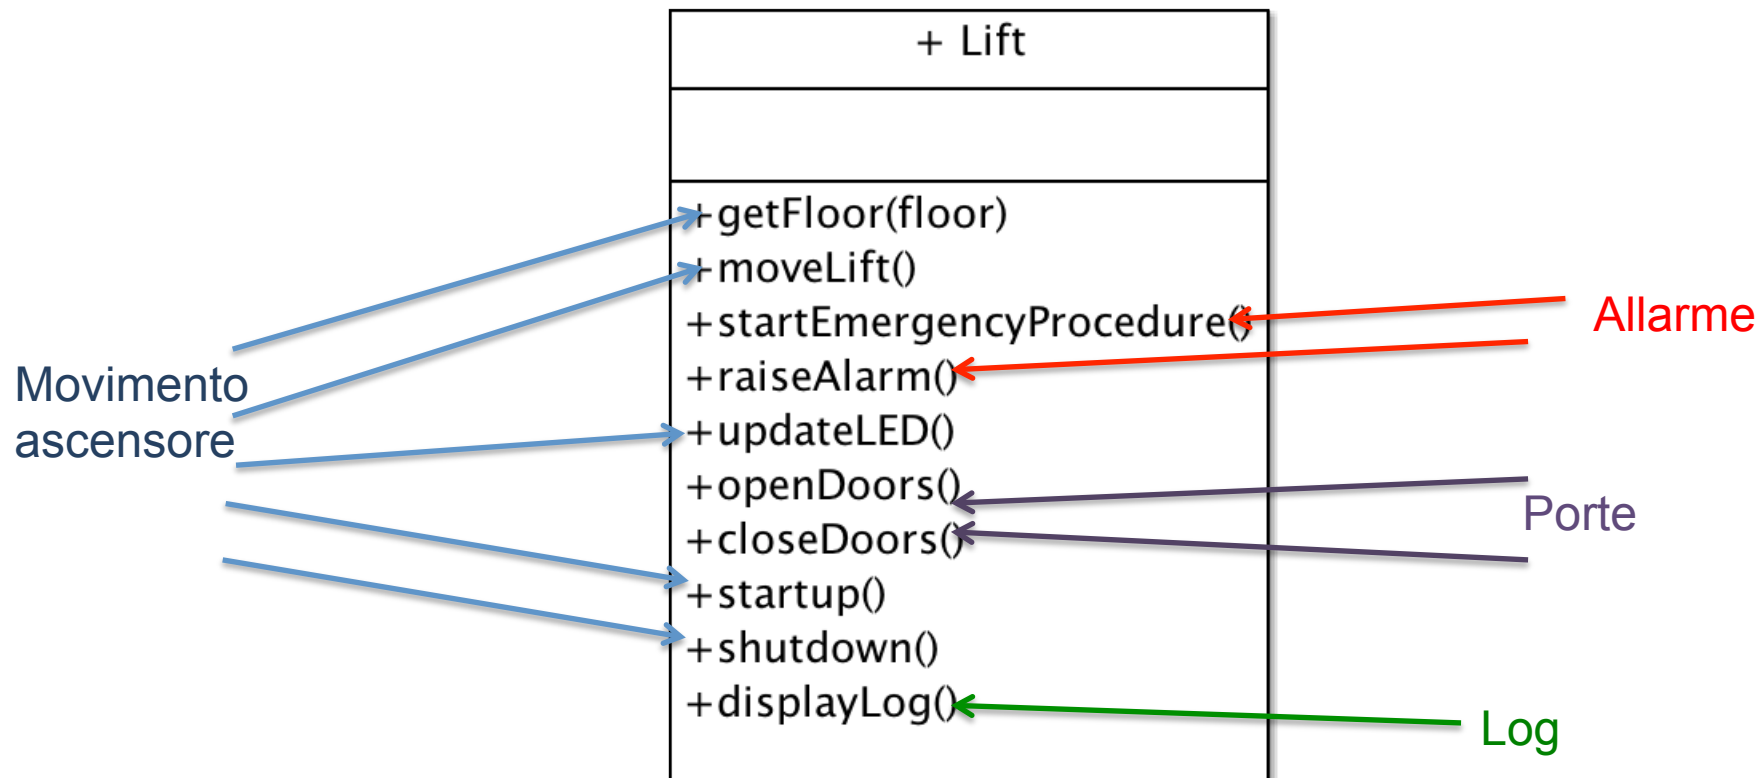 + Lift
+getFloor(floor)
+moveLift()
+startEmergencyProcedure()
+raiseAlarm()
+updateLED()
+openDoors()
+closeDoors()
+startup()
+shutdown()
+displayLog()
Movimento
ascensore
Allarme
Porte
Log